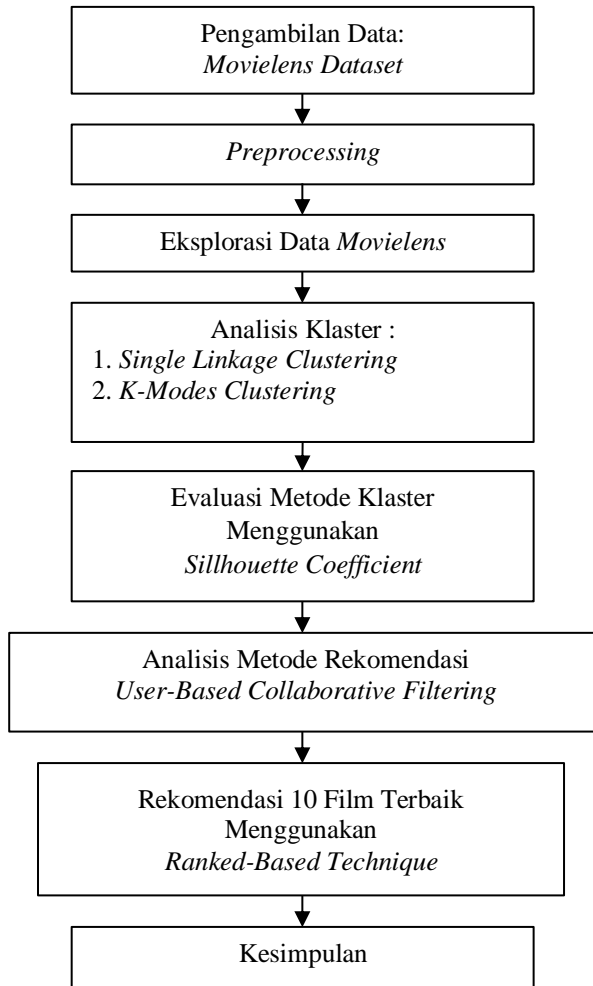 Pengambilan Data:
Movielens Dataset
Preprocessing
Eksplorasi Data Movielens
Analisis Klaster :
1. Single Linkage Clustering
2. K-Modes Clustering
Evaluasi Metode Klaster
Menggunakan
Sillhouette Coefficient
Analisis Metode Rekomendasi
User-Based Collaborative Filtering
Rekomendasi 10 Film Terbaik
Menggunakan
Ranked-Based Technique
Kesimpulan